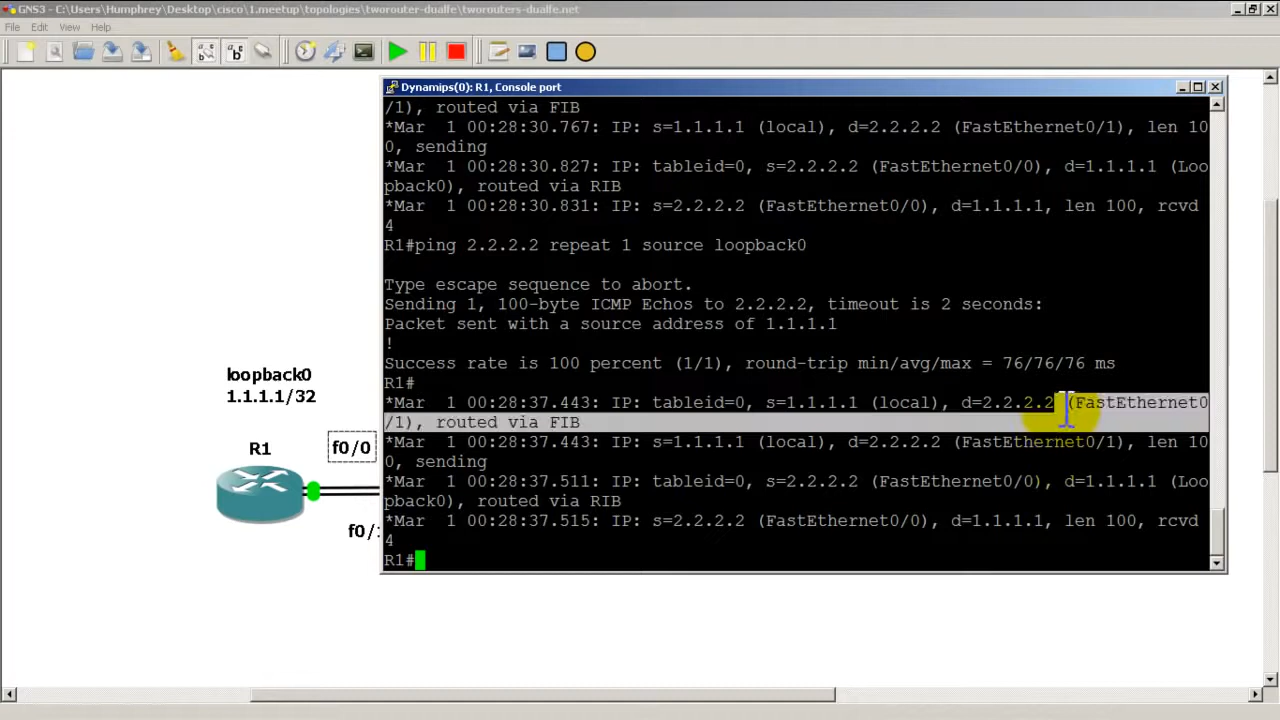 GNS3 - C:\Users\Humphrey\Desktop\cisco\1.meetup\topologies\tworouter-dualfe\tworouters-dualfe.net
File Edit View Help
Dynamips(0): R1, Console port
/1), routed via FIB
*Mar  1 00:28:30.767: IP: s=1.1.1.1 (local), d=2.2.2.2 (FastEthernet0/1), len 10
0, sending
*Mar  1 00:28:30.827: IP: tableid=0, s=2.2.2.2 (FastEthernet0/0), d=1.1.1.1 (Loo
pback0), routed via RIB
*Mar  1 00:28:30.831: IP: s=2.2.2.2 (FastEthernet0/0), d=1.1.1.1, len 100, rcvd
4
R1#ping 2.2.2.2 repeat 1 source loopback0
Type escape sequence to abort.
Sending 1, 100-byte ICMP Echos to 2.2.2.2, timeout is 2 seconds:
Packet sent with a source address of 1.1.1.1
!
Success rate is 100 percent (1/1), round-trip min/avg/max = 76/76/76 ms
R1#
*Mar  1 00:28:37.443: IP: tableid=0, s=1.1.1.1 (local), d=2.2.2.2 (FastEthernet0
/1), routed via FIB
*Mar  1 00:28:37.443: IP: s=1.1.1.1 (local), d=2.2.2.2 (FastEthernet0/1), len 10
0, sending
*Mar  1 00:28:37.511: IP: tableid=0, s=2.2.2.2 (FastEthernet0/0), d=1.1.1.1 (Loo
pback0), routed via RIB
*Mar  1 00:28:37.515: IP: s=2.2.2.2 (FastEthernet0/0), d=1.1.1.1, len 100, rcvd
4
R1#
loopback0
1.1.1.1/32
R1
f0/0